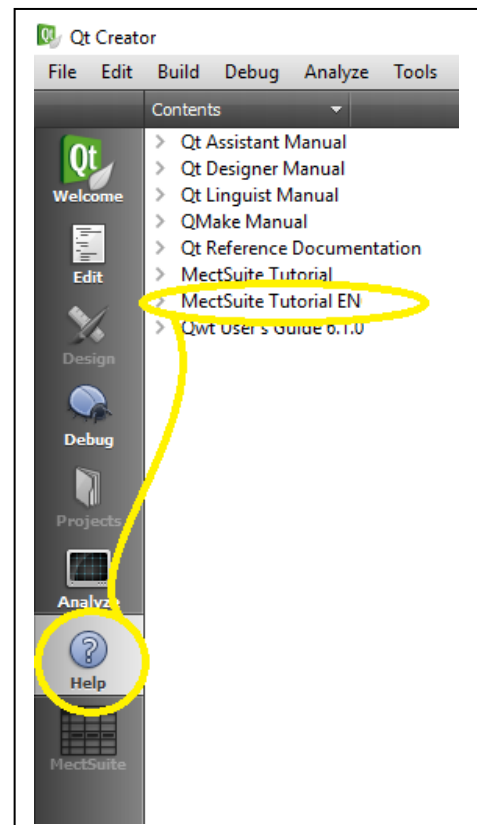 Qt Creator
File Edit Build Debug Analyze Tools
Contents
Qt
Welcome
Edit
Design
Debug
Projects
Analyze
Help
MectSuite
Qt Assistant Manual
Qt Designer Manual
Qt Linguist Manual
QMake Manual
Qt Reference Documentation
MectSuite Tutorial
MectSuite Tutorial EN
Qwt User's Guide 6.1.0